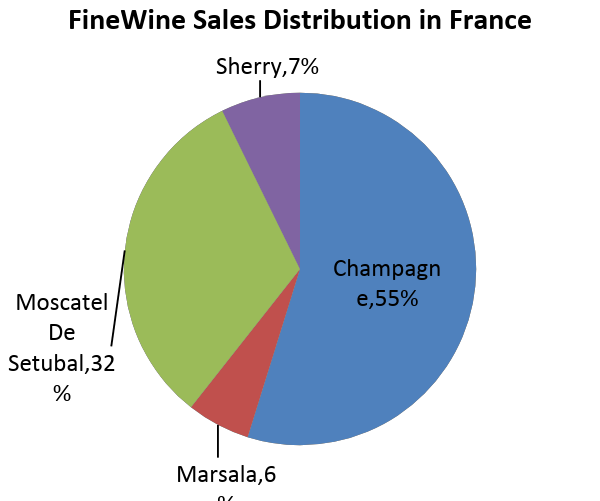 FineWine Sales Distribution in France
Sherry,7%
Champagn
e,55%
Moscatel
De
Setubal,32
%
Marsala,6
%